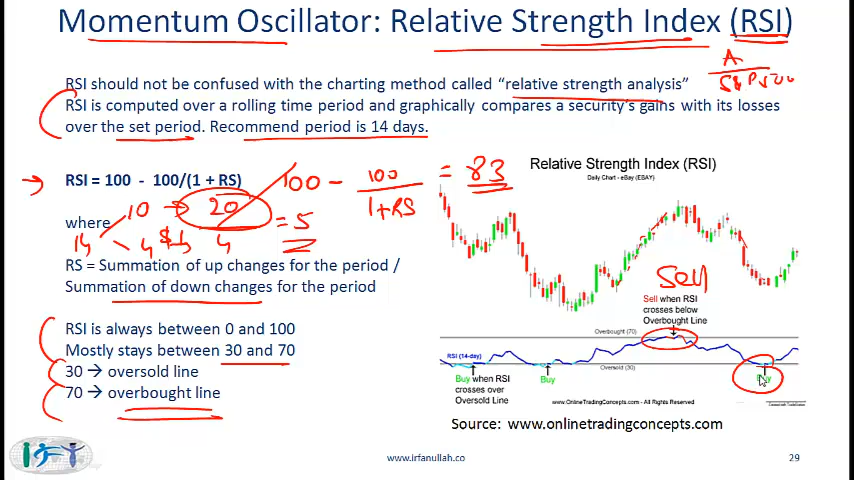 Momentum Oscillator: Relative Strength Index (RSI)
A
S&P500
RSI should not be confused with the charting method called “relative strength analysis”
RSI is computed over a rolling time period and graphically compares a security's gains with its losses
over the set period. Recommend period is 14 days.
RSI = 100 - 100/(1 + RS)
100 - 100 = 83
1+RS
where
14
10 → 20
4 $1
4
= 5
RS = Summation of up changes for the period /
Summation of down changes for the period
RSI is always between 0 and 100
Mostly stays between 30 and 70
30 → oversold line
70 → overbought line
Relative Strength Index (RSI)
Daily Chart - eBay (EBAY)
Sell
Sell when RSI
crosses below
Overbought Line
Overbought (70)
RSI (14-day)
Oversold (30)
Buy when RSI
crosses over
Oversold Line
Buy
Buy
© OnlineTradingConcepts.com - All Rights Reserved
Source: www.onlinetradingconcepts.com
www.irfanullah.co
29